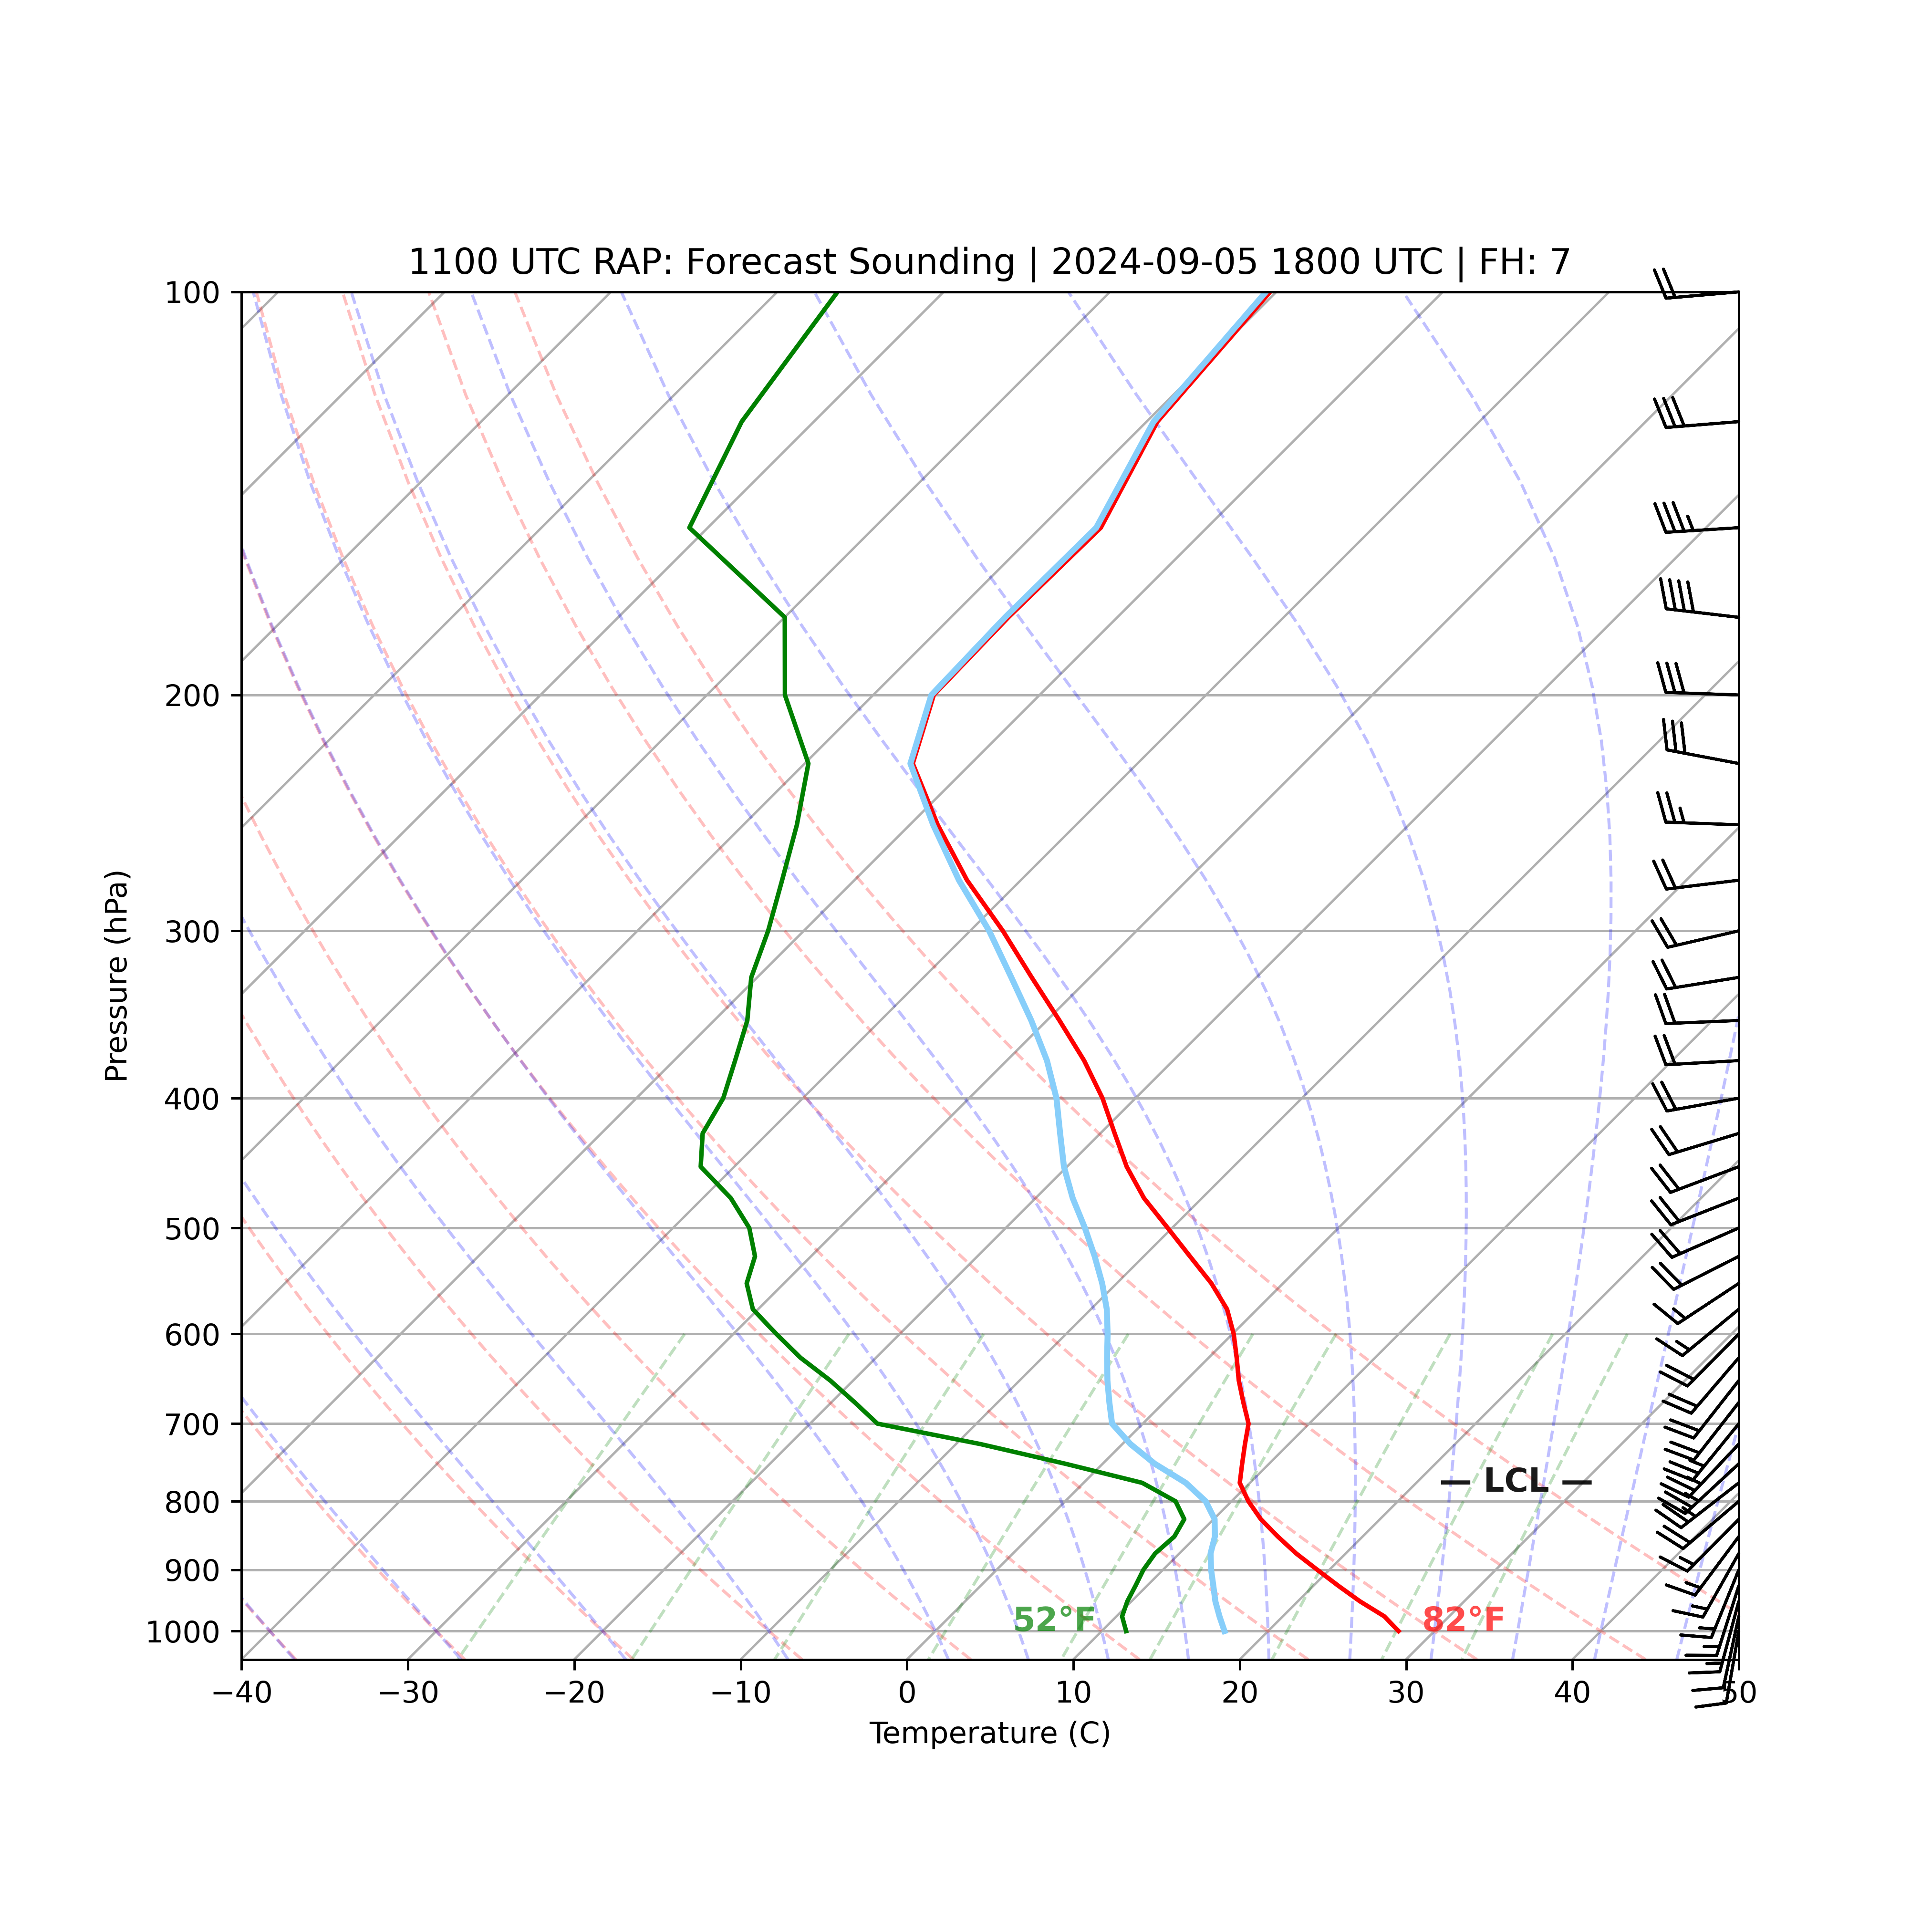 1100 UTC RAP: Forecast Sounding | 2024-09-05 1800 UTC | FH: 7
100
200
300
400
500
600
700
800
900
1000
Pressure (hPa)
— LCL —
52°F
82°F
−40 −30 −20 −10 0 10 20 30 40 50
Temperature (C)